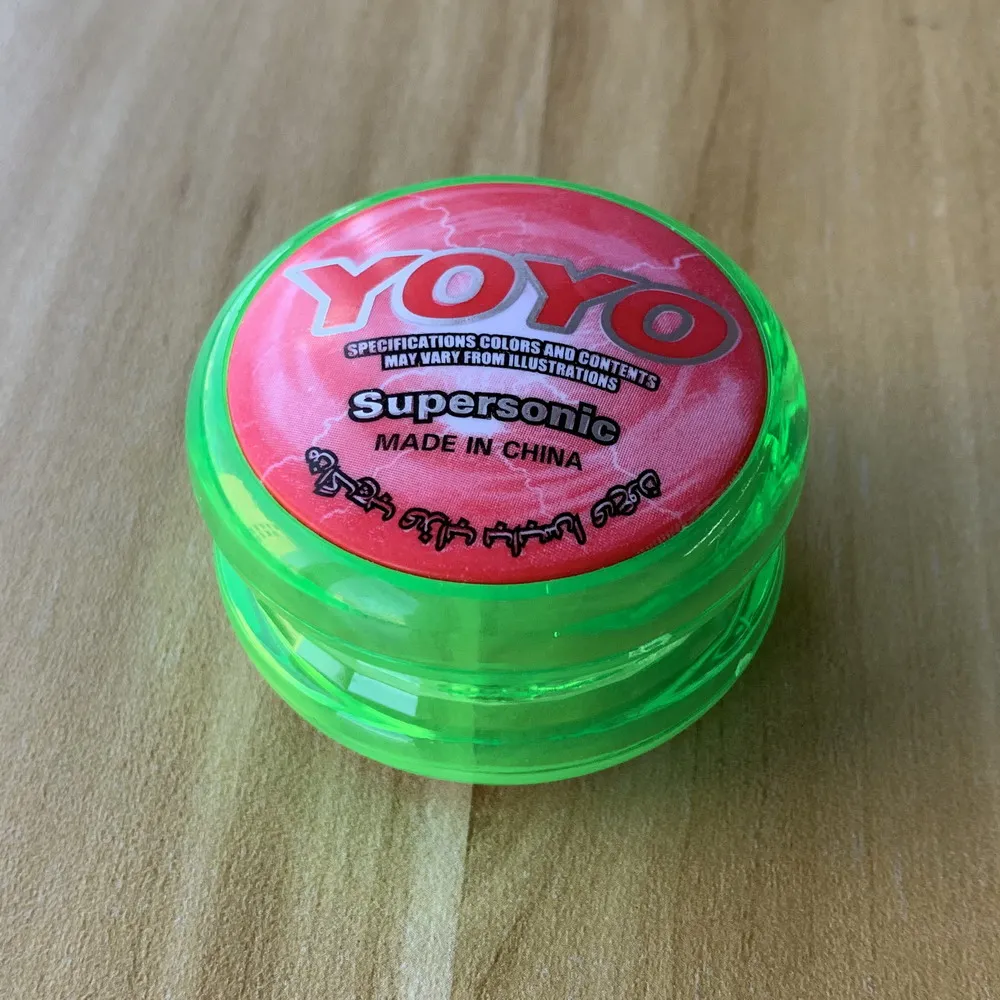 YOYO
SPECIFICATIONS COLORS AND CONTENTS
MAY VARY FROM ILLUSTRATIONS
Supersonic
MADE IN CHINA